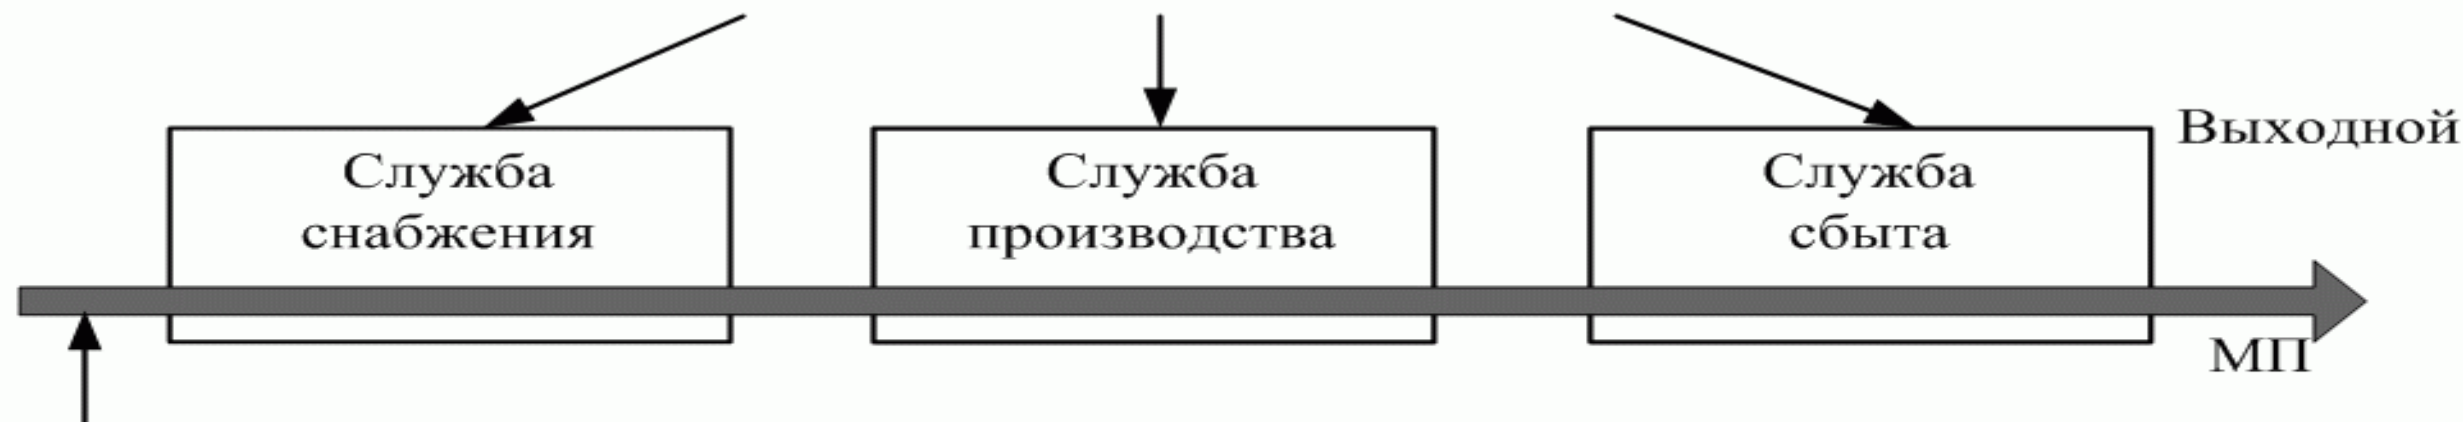 Служба
снабжения
Служба
производства
Служба
сбыта
Выходной
МП